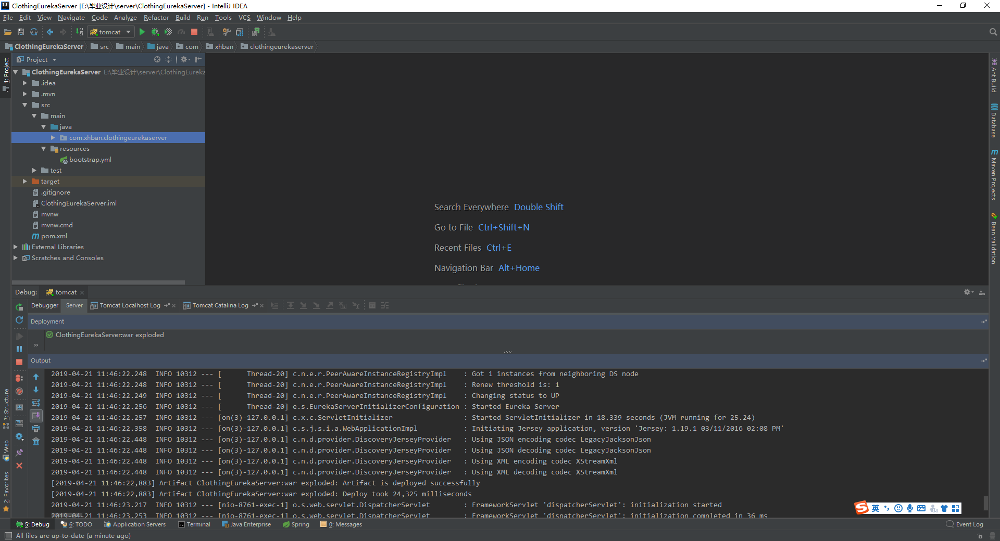 ClothingEurekaServer [E:\毕业设计\server\ClothingEurekaServer] - IntelliJ IDEA
File Edit View Navigate Code Analyze Refactor Build Run Tools VCS Window Help
tomcat
ClothingEurekaServer src main java com xhban clothingeurekaserver
Project
1: Project
ClothingEurekaServer E:\毕业设计\server\ClothingEureka
.idea
.mvn
src
main
java
com.xhban.clothingeurekaserver
resources
bootstrap.yml
test
target
.gitignore
ClothingEurekaServer.iml
mvnw
mvnw.cmd
pom.xml
External Libraries
Scratches and Consoles
Search Everywhere Double Shift
Go to File Ctrl+Shift+N
Recent Files Ctrl+E
Navigation Bar Alt+Home
Ant Build
Database
Maven Projects
Bean Validation
Debug: tomcat
Debugger Server Tomcat Localhost Log Tomcat Catalina Log
Deployment
ClothingEurekaServer:war exploded
Output
2019-04-21 11:46:22.248  INFO 10312 --- [      Thread-20] c.n.e.r.PeerAwareInstanceRegistryImpl    : Got 1 instances from neighboring DS node
2019-04-21 11:46:22.248  INFO 10312 --- [      Thread-20] c.n.e.r.PeerAwareInstanceRegistryImpl    : Renew threshold is: 1
2019-04-21 11:46:22.249  INFO 10312 --- [      Thread-20] c.n.e.r.PeerAwareInstanceRegistryImpl    : Changing status to UP
2019-04-21 11:46:22.256  INFO 10312 --- [      Thread-20] e.s.EurekaServerInitializerConfiguration : Started Eureka Server
2019-04-21 11:46:22.257  INFO 10312 --- [on(3)-127.0.0.1] c.x.c.ServletInitializer                 : Started ServletInitializer in 18.339 seconds (JVM running for 25.24)
2019-04-21 11:46:22.358  INFO 10312 --- [on(3)-127.0.0.1] c.s.j.s.i.a.WebApplicationImpl           : Initiating Jersey application, version 'Jersey: 1.19.1 03/11/2016 02:08 PM'
2019-04-21 11:46:22.448  INFO 10312 --- [on(3)-127.0.0.1] c.n.d.provider.DiscoveryJerseyProvider   : Using JSON encoding codec LegacyJacksonJson
2019-04-21 11:46:22.448  INFO 10312 --- [on(3)-127.0.0.1] c.n.d.provider.DiscoveryJerseyProvider   : Using JSON decoding codec LegacyJacksonJson
2019-04-21 11:46:22.448  INFO 10312 --- [on(3)-127.0.0.1] c.n.d.provider.DiscoveryJerseyProvider   : Using XML encoding codec XStreamXml
2019-04-21 11:46:22.448  INFO 10312 --- [on(3)-127.0.0.1] c.n.d.provider.DiscoveryJerseyProvider   : Using XML decoding codec XStreamXml
[2019-04-21 11:46:22,883] Artifact ClothingEurekaServer:war exploded: Artifact is deployed successfully
[2019-04-21 11:46:22,883] Artifact ClothingEurekaServer:war exploded: Deploy took 24,325 milliseconds
2019-04-21 11:46:23.217  INFO 10312 --- [nio-8761-exec-1] o.s.web.servlet.DispatcherServlet        : FrameworkServlet 'dispatcherServlet': initialization started
2019-04-21 11:46:23.253  INFO 10312 --- [nio-8761-exec-1] o.s.web.servlet.DispatcherServlet        : FrameworkServlet 'dispatcherServlet': initialization completed in 36 ms
7: Structure
Web
2: Favorites
英
5: Debug 6: TODO Application Servers Terminal Java Enterprise Spring 0: Messages Event Log
All files are up-to-date (a minute ago)